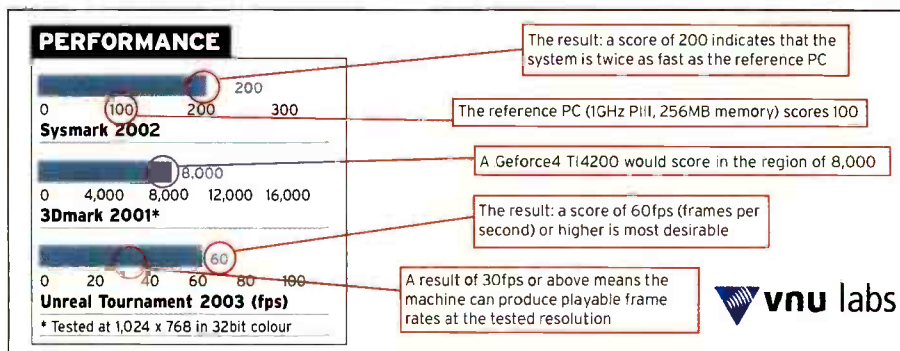 PERFORMANCE
200
0 100 200 300
Sysmark 2002
8,000
0 4,000 8,000 12,000 16,000
3Dmark 2001*
60
0 20 40 60 80 100
Unreal Tournament 2003 (fps)
* Tested at 1,024 x 768 in 32bit colour
The result: a score of 200 indicates that the
system is twice as fast as the reference PC
The reference PC (1GHz PIII, 256MB memory) scores 100
A Geforce4 Ti4200 would score in the region of 8,000
The result: a score of 60fps (frames per
second) or higher is most desirable
A result of 30fps or above means the
machine can produce playable frame
rates at the tested resolution
vnu labs